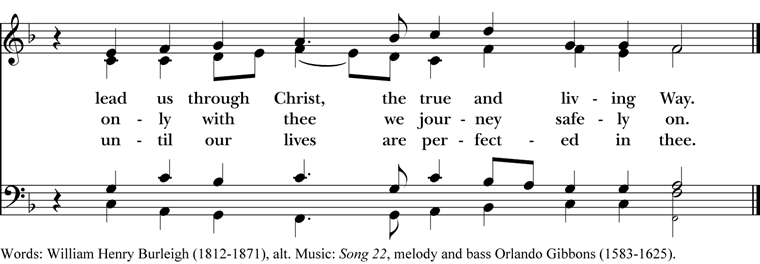 lead us through Christ, the true and liv - ing Way.
on - ly with thee we jour - ney safe - ly on.
un - til our lives are per - fect - ed in thee.
Words: William Henry Burleigh (1812-1871), alt. Music: Song 22, melody and bass Orlando Gibbons (1583-1625).